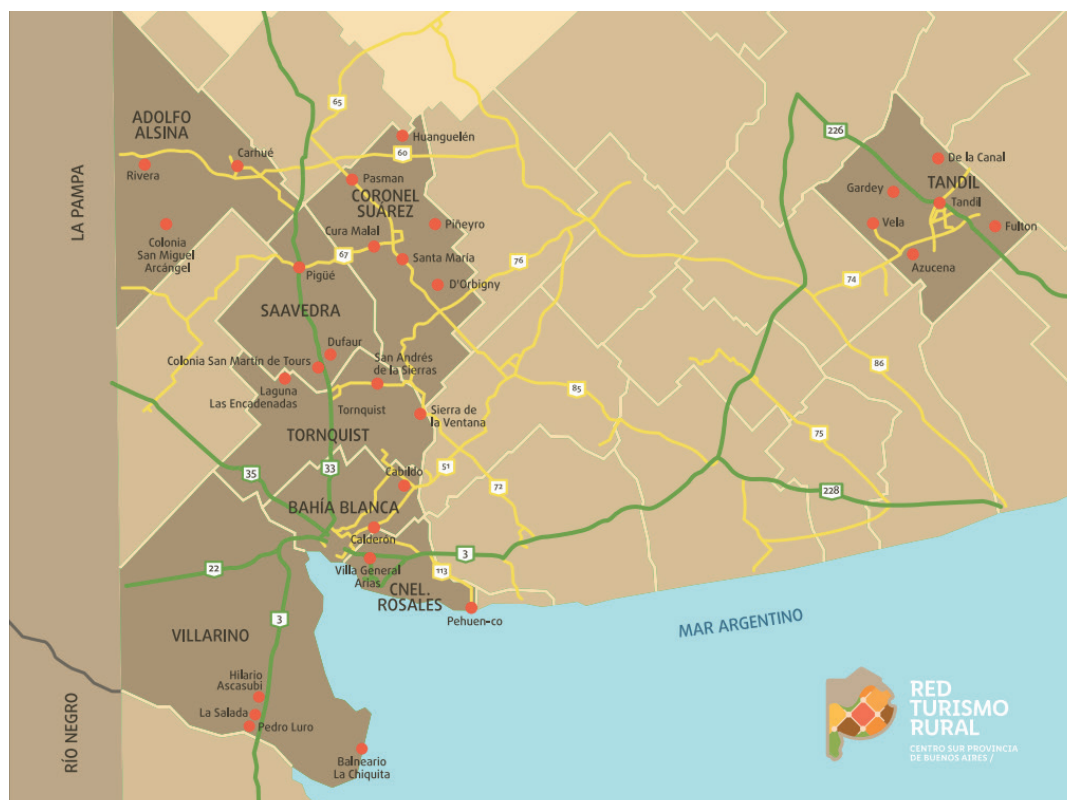 65
ADOLFO
ALSINA
226
Huanguelén
60
De la Canal
Carhué
Rivera
Pasman
TANDIL
Gardey
CORONEL
SUÁREZ
Tandil
LA PAMPA
Colonia
San Miguel
Arcángel
Piñeyro
Vela
Fulton
Cura Malal
67
Santa María
76
Azucena
Pigüé
D'Orbigny
74
SAAVEDRA
Dufaur
Colonia San Martín de Tours
San Andrés
de la Sierras
86
Laguna
Las Encadenadas
85
Tornquist
Sierra de
la Ventana
TORNQUIST
75
35
33
51
Cabildo
72
228
BAHÍA BLANCA
Calderón
3
22
Villa General
Arias
113
CNEL.
ROSALES
3
Pehuen-co
MAR ARGENTINO
VILLARINO
Hilario
Ascasubi
La Salada
Pedro Luro
RÍO NEGRO
Balneario
La Chiquita
RED
TURISMO
RURAL
CENTRO SUR PROVINCIA
DE BUENOS AIRES /